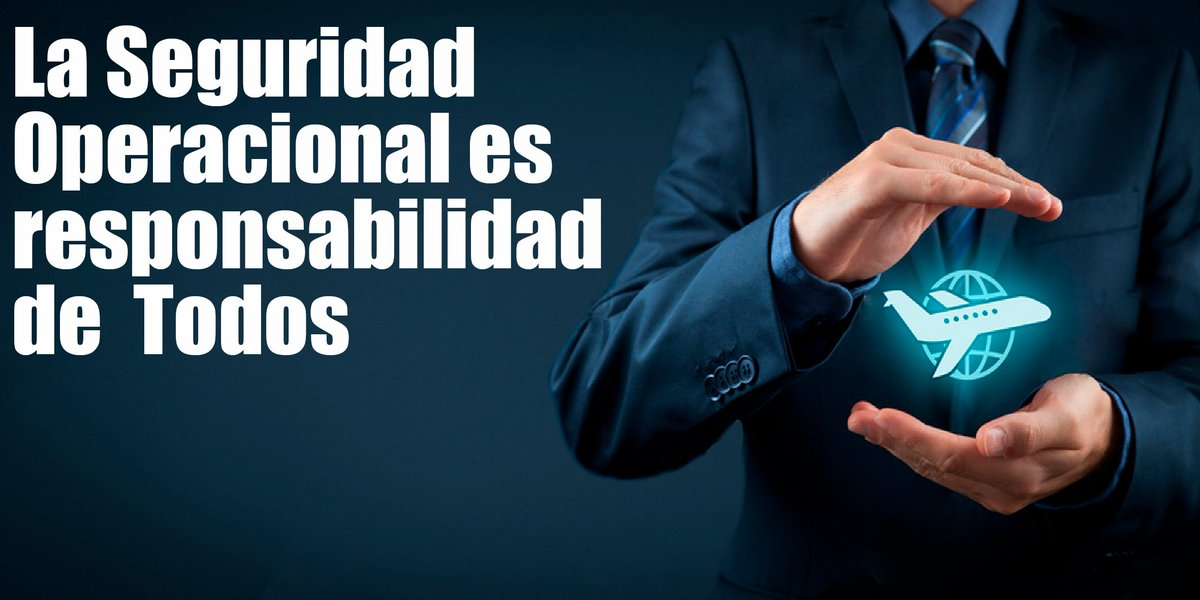 La Seguridad
Operacional es
responsabilidad
de Todos